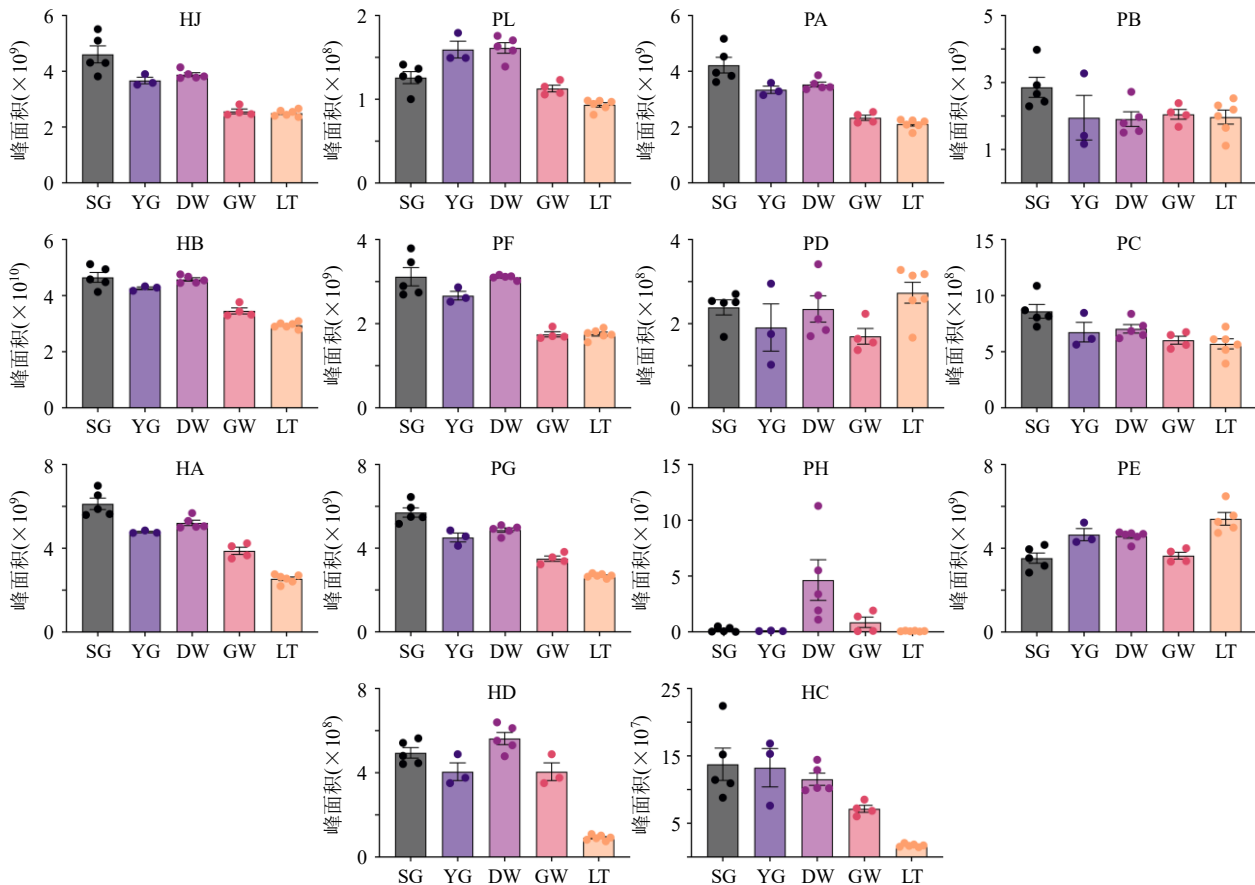 HJ
峰面积(×10⁹)
6
4
2
0
SG YG DW GW LT
PL
峰面积(×10⁸)
2
1
0
SG YG DW GW LT
PA
峰面积(×10⁹)
6
4
2
0
SG YG DW GW LT
PB
峰面积(×10⁹)
5
3
1
SG YG DW GW LT
HB
峰面积(×10¹⁰)
6
4
2
0
SG YG DW GW LT
PF
峰面积(×10⁹)
4
3
1
0
SG YG DW GW LT
PD
峰面积(×10⁸)
4
2
0
SG YG DW GW LT
PC
峰面积(×10⁸)
15
10
5
0
SG YG DW GW LT
HA
峰面积(×10⁹)
8
4
0
SG YG DW GW LT
PG
峰面积(×10⁹)
8
4
0
SG YG DW GW LT
PH
峰面积(×10⁷)
15
10
5
0
SG YG DW GW LT
PE
峰面积(×10⁹)
8
4
0
SG YG DW GW LT
HD
峰面积(×10⁸)
8
4
0
SG YG DW GW LT
HC
峰面积(×10⁷)
25
15
5
SG YG DW GW LT